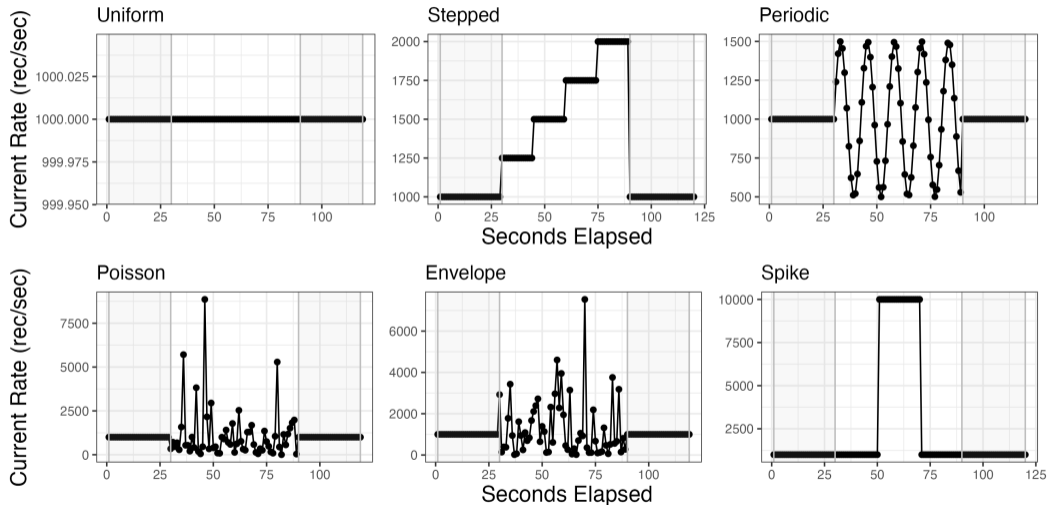 Uniform
Stepped
Periodic
Current Rate (rec/sec)
1000.025
1000.000
999.975
999.950
0 25 50 75 100
2000
1750
1500
1250
1000
0 25 50 75 100 125
1500
1250
1000
750
500
0 25 50 75 100
Seconds Elapsed
Poisson
Envelope
Spike
Current Rate (rec/sec)
7500
5000
2500
0
0 25 50 75 100
6000
4000
2000
0
0 25 50 75 100
10000
7500
5000
2500
0 25 50 75 100 125
Seconds Elapsed